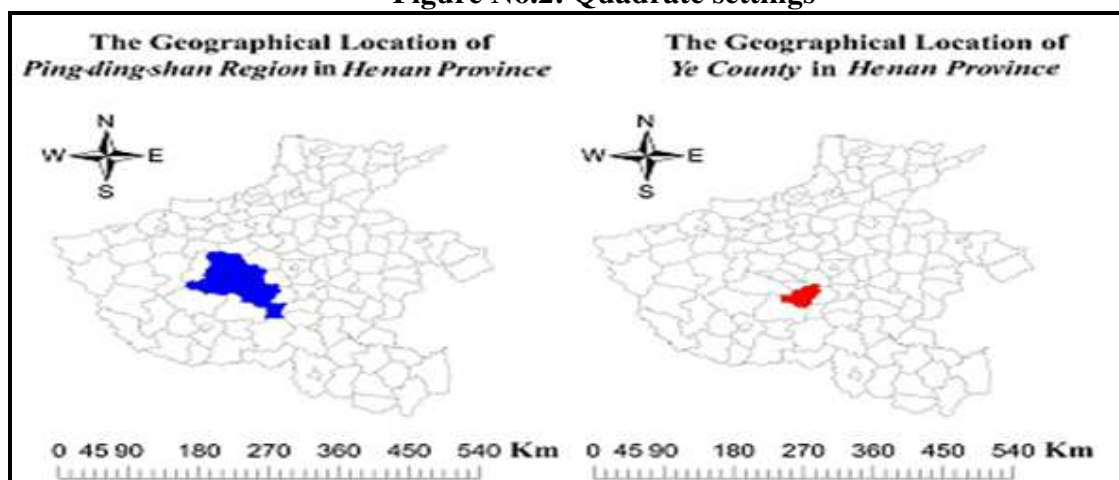 Figure No.2: Quadrate settings
The Geographical Location of
Ping-ding-shan Region in Henan Province
N
W E
S
0 45 90 180 270 360 450 540 Km
The Geographical Location of
Ye County in Henan Province
N
W E
S
0 45 90 180 270 360 450 540 Km